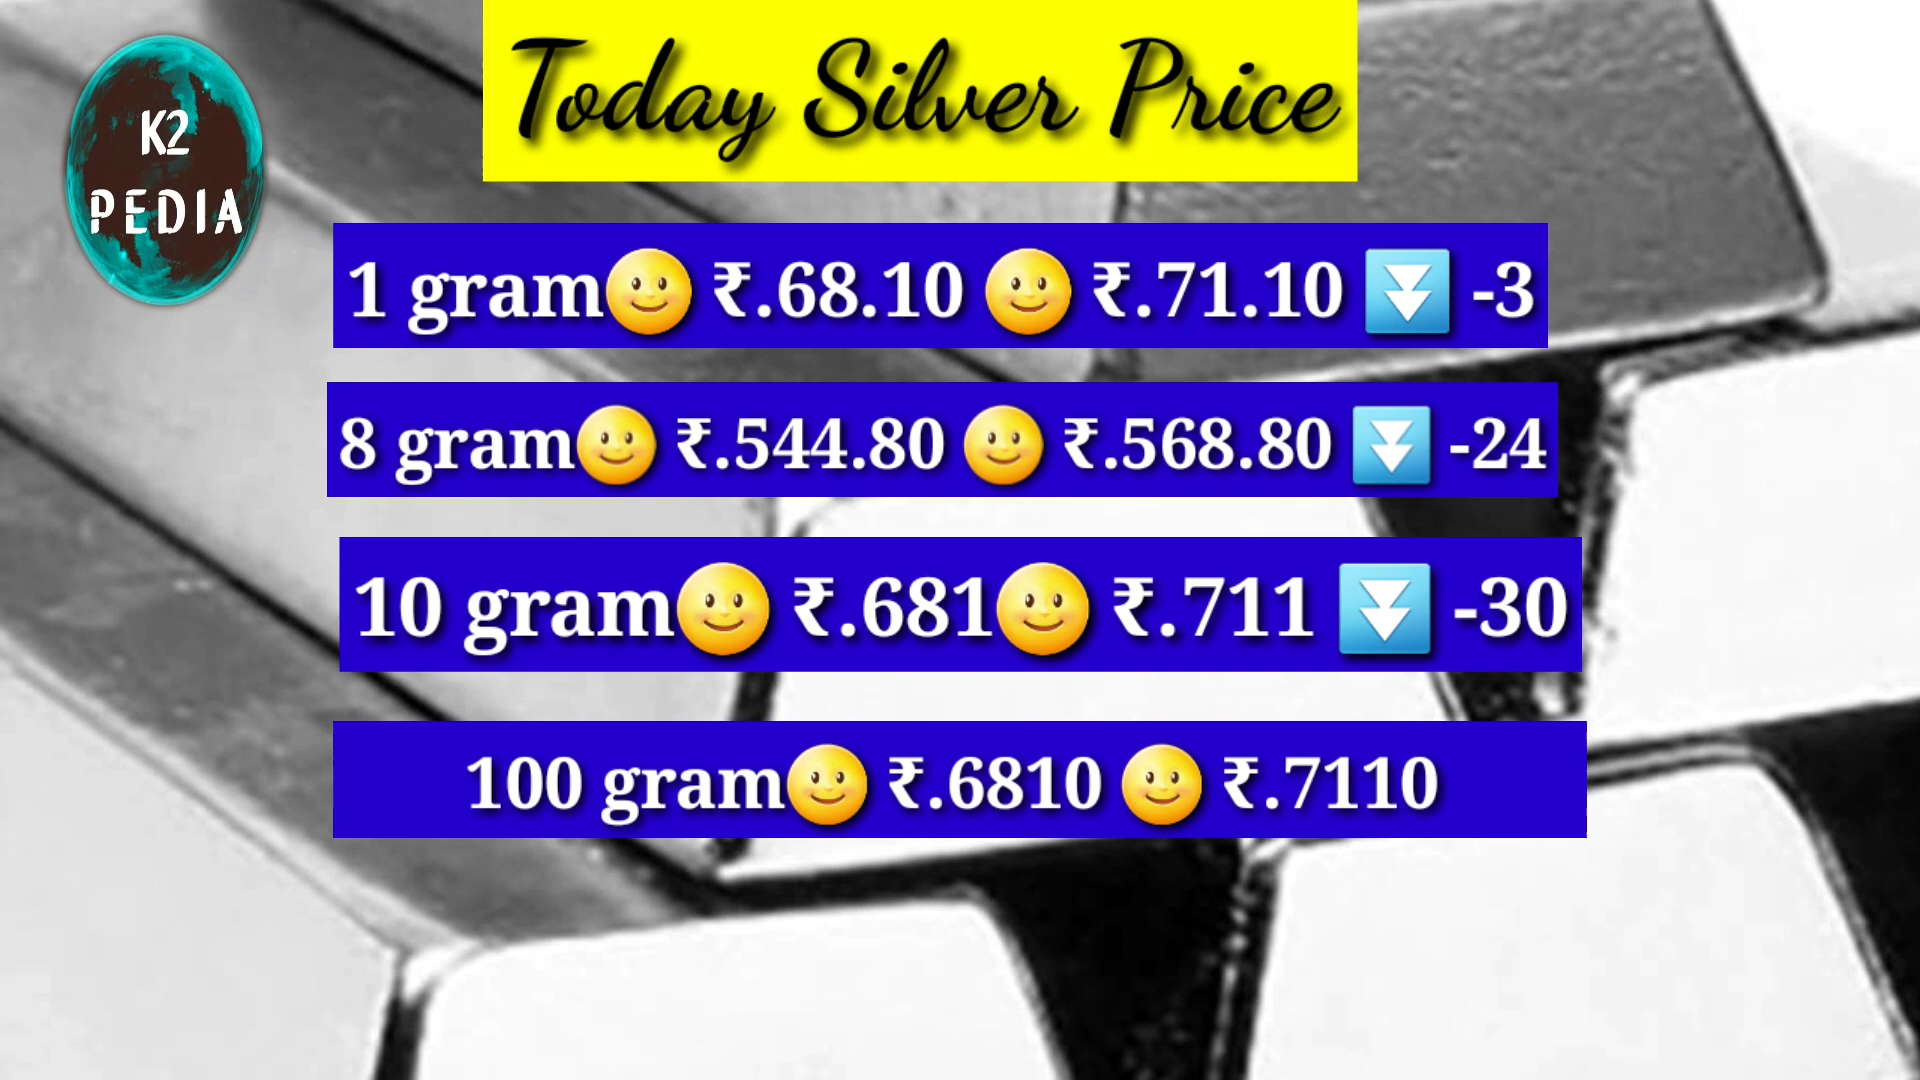 Today Silver Price
K2
PEDIA
1 gram🌝 ₹.68.10 🌝 ₹.71.10 ⏬ -3
8 gram🌝 ₹.544.80 🌝 ₹.568.80 ⏬ -24
10 gram🌝 ₹.681🌝 ₹.711 ⏬ -30
100 gram🌝 ₹.6810 🌝 ₹.7110